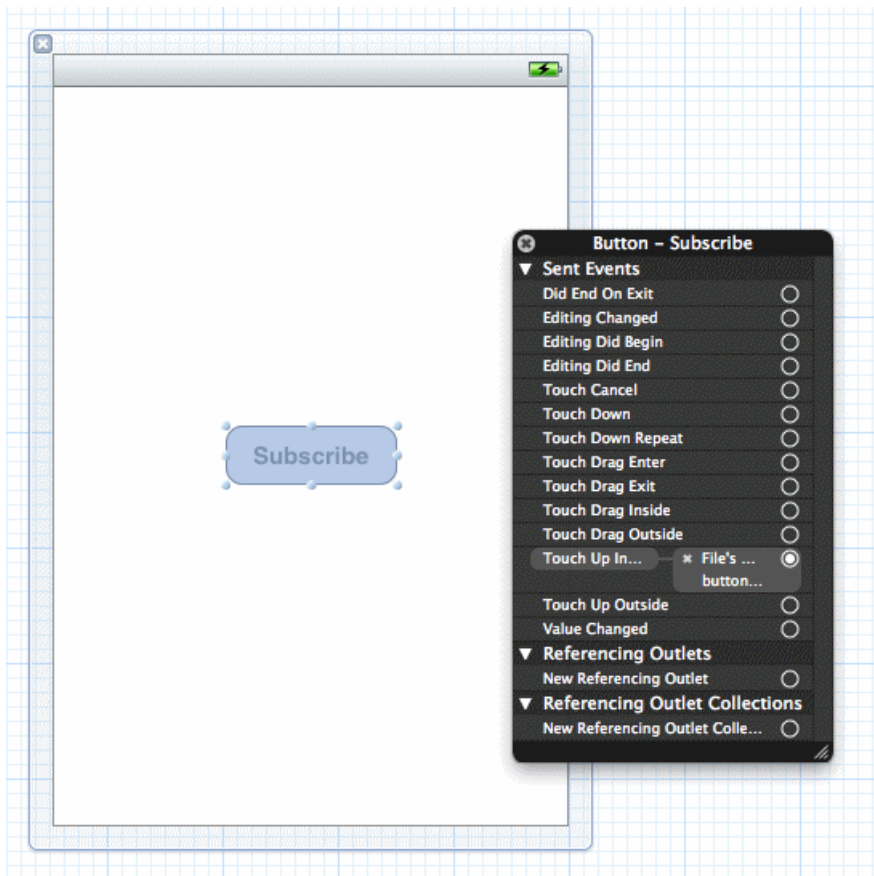 Subscribe
Button – Subscribe
Sent Events
Did End On Exit
Editing Changed
Editing Did Begin
Editing Did End
Touch Cancel
Touch Down
Touch Down Repeat
Touch Drag Enter
Touch Drag Exit
Touch Drag Inside
Touch Drag Outside
Touch Up In... File's ...
button...
Touch Up Outside
Value Changed
Referencing Outlets
New Referencing Outlet
Referencing Outlet Collections
New Referencing Outlet Colle...